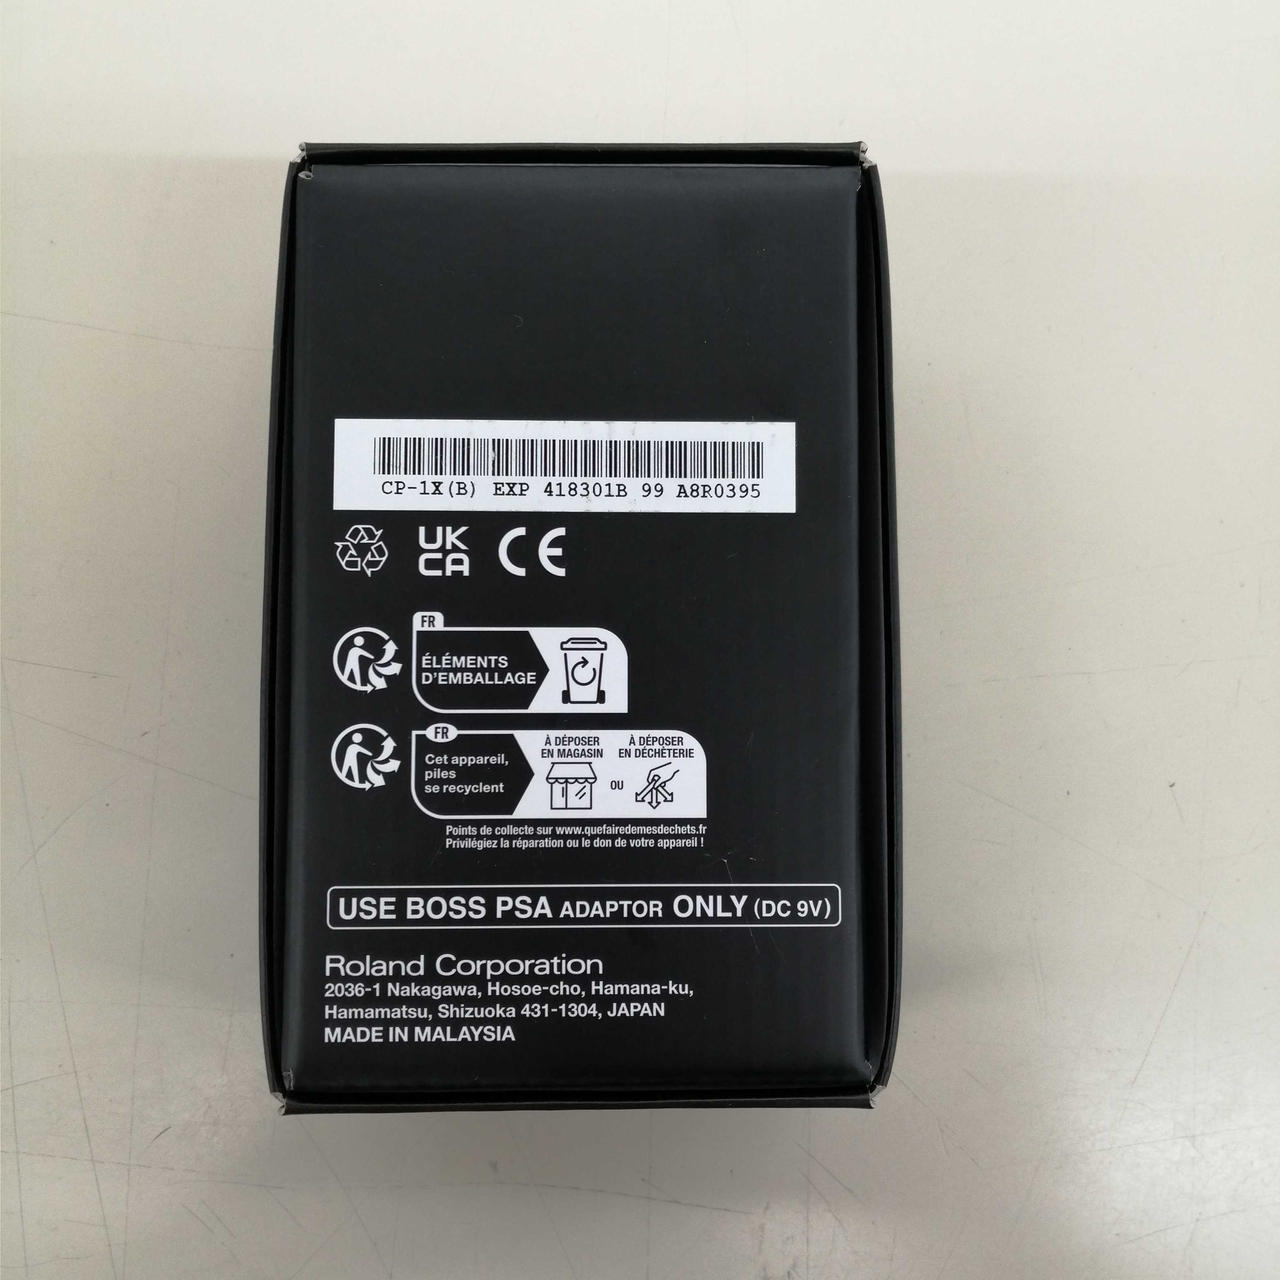 CP-1X(B) EXP 418301B 99 A8R0395
UK
CA
CE
FR
ÉLÉMENTS
D'EMBALLAGE
FR
Cet appareil,
piles
se recyclent
À DÉPOSER
EN MAGASIN
OU
À DÉPOSER
EN DÉCHÈTERIE
Points de collecte sur www.quefairedemesdechets.fr
Privilégiez la réparation ou le don de votre appareil !
USE BOSS PSA ADAPTOR ONLY (DC 9V)
Roland Corporation
2036-1 Nakagawa, Hosoe-cho, Hamana-ku,
Hamamatsu, Shizuoka 431-1304, JAPAN
MADE IN MALAYSIA